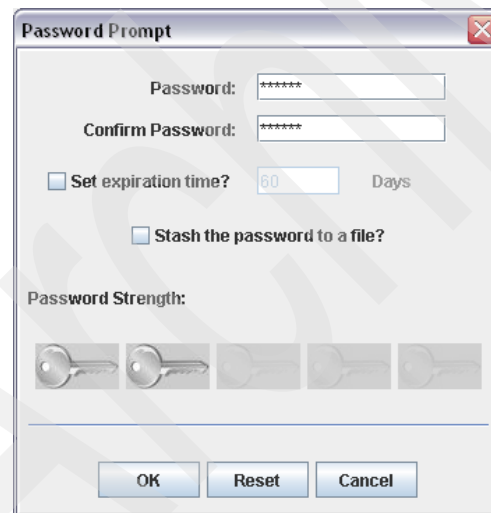 Password Prompt
Password: ******
Confirm Password: ******
Set expiration time? 60 Days
Stash the password to a file?
Password Strength:
OK Reset Cancel